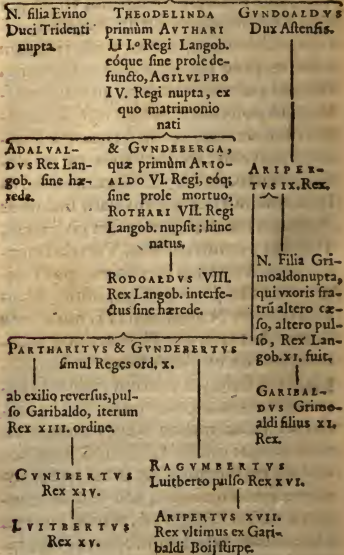 N. filia Evino
Duci Tridenti
nupta.
THEODELINDA
primùm AVTHARI
LI I.º Regi Langob.
eóque sine prole de-
functo, AGILVLPHO
IV. Regi nupta, ex
quo matrimonio
nati
GVNDOALDVS
Dux Astensis.
ADALVAL-
DVS Rex Lan-
gob. sine hæ-
rede.
& GVNDEBERGA,
quæ primùm ARIO-
ALDO VI. Regi, eóq;
sine prole mortuo,
ROTHARI VII. Regi
Langob. nupsit; hinc
natus,
ARIPER-
TVS IX. Rex.
RODOALDVS VIII.
Rex Langob. interfe-
ctus sine hærede.
N. Filia Gri-
moaldo nupta,
qui vxoris fra-
trū altero cæ-
so, altero pul-
so, Rex Lan-
gob. XI. fuit.
PARTHARITVS & GVNDEBERTVS
simul Reges ord. X.
ab exilio reversus, pul-
so Garibaldo, iterum
Rex XIII. ordine.
GARIBAL-
DVS Grimo-
aldi filius XI.
Rex.
CVNIBERTVS
Rex XIV.
RAGVMBERTVS
Luitberto pulso Rex XVI.
LVITBERTVS
Rex XV.
ARIPERTVS XVII.
Rex vltimus ex Gari-
baldi Boij stirpe.